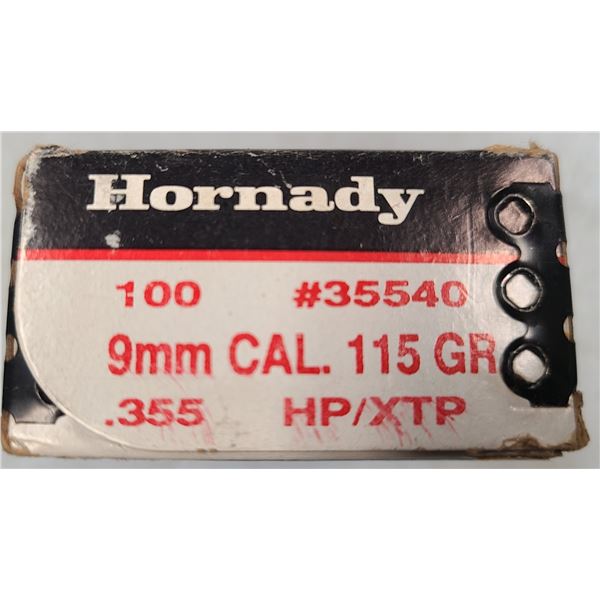 Hornady
100 #35540
9mm CAL. 115 GR
.355 HP/XTP